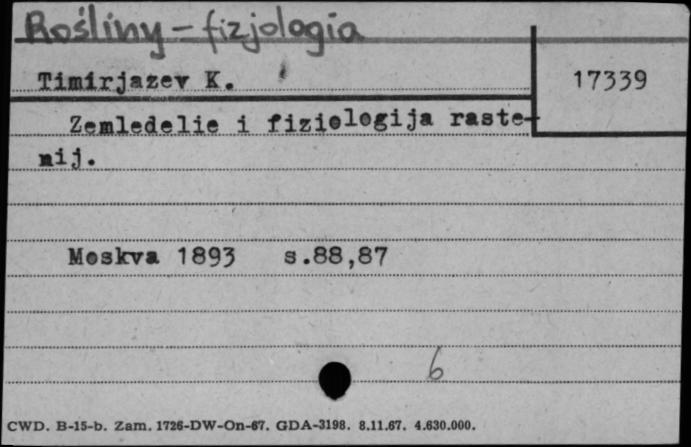 Rośliny - fizjologia
Timirjazev K.
17339
Zemledelie i fiziologija raste-
nij.
Moskva 1893 s.88,87
6
CWD. B-15-b. Zam. 1726-DW-On-67. GDA-3198. 8.11.67. 4.630.000.